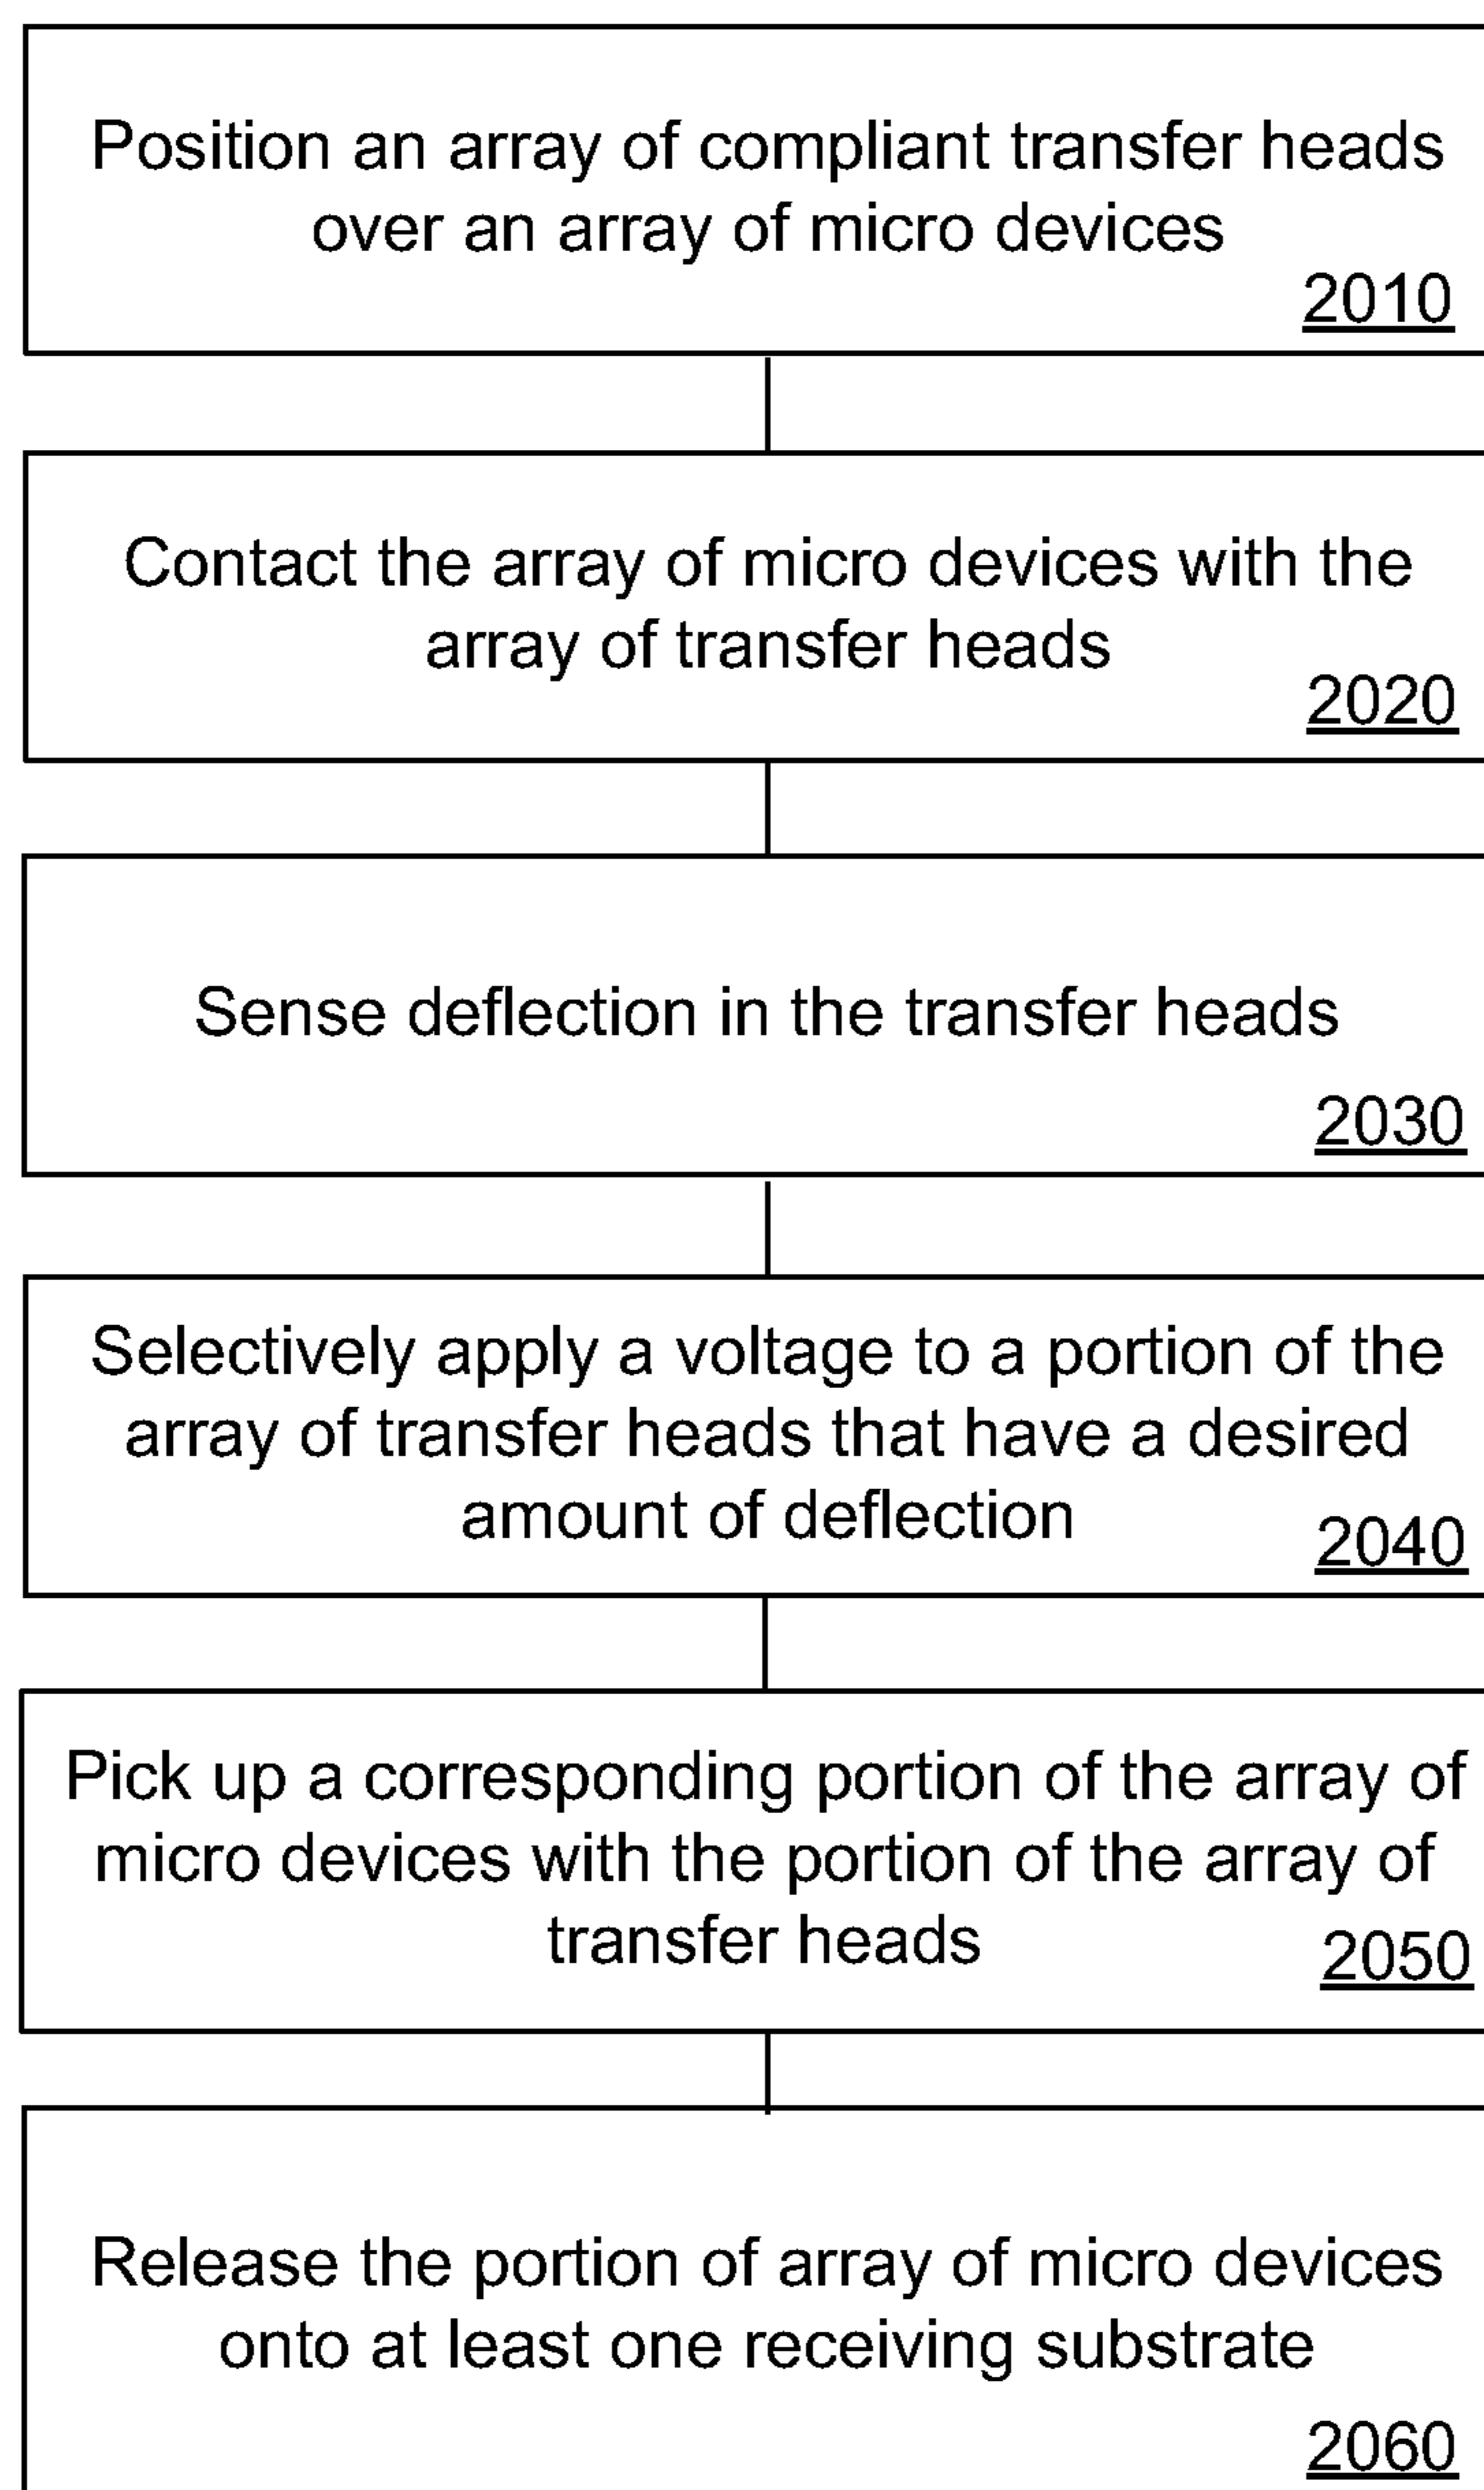 Position an array of compliant transfer heads
over an array of micro devices
2010
Contact the array of micro devices with the
array of transfer heads
2020
Sense deflection in the transfer heads
2030
Selectively apply a voltage to a portion of the
array of transfer heads that have a desired
amount of deflection
2040
Pick up a corresponding portion of the array of
micro devices with the portion of the array of
transfer heads
2050
Release the portion of array of micro devices
onto at least one receiving substrate
2060